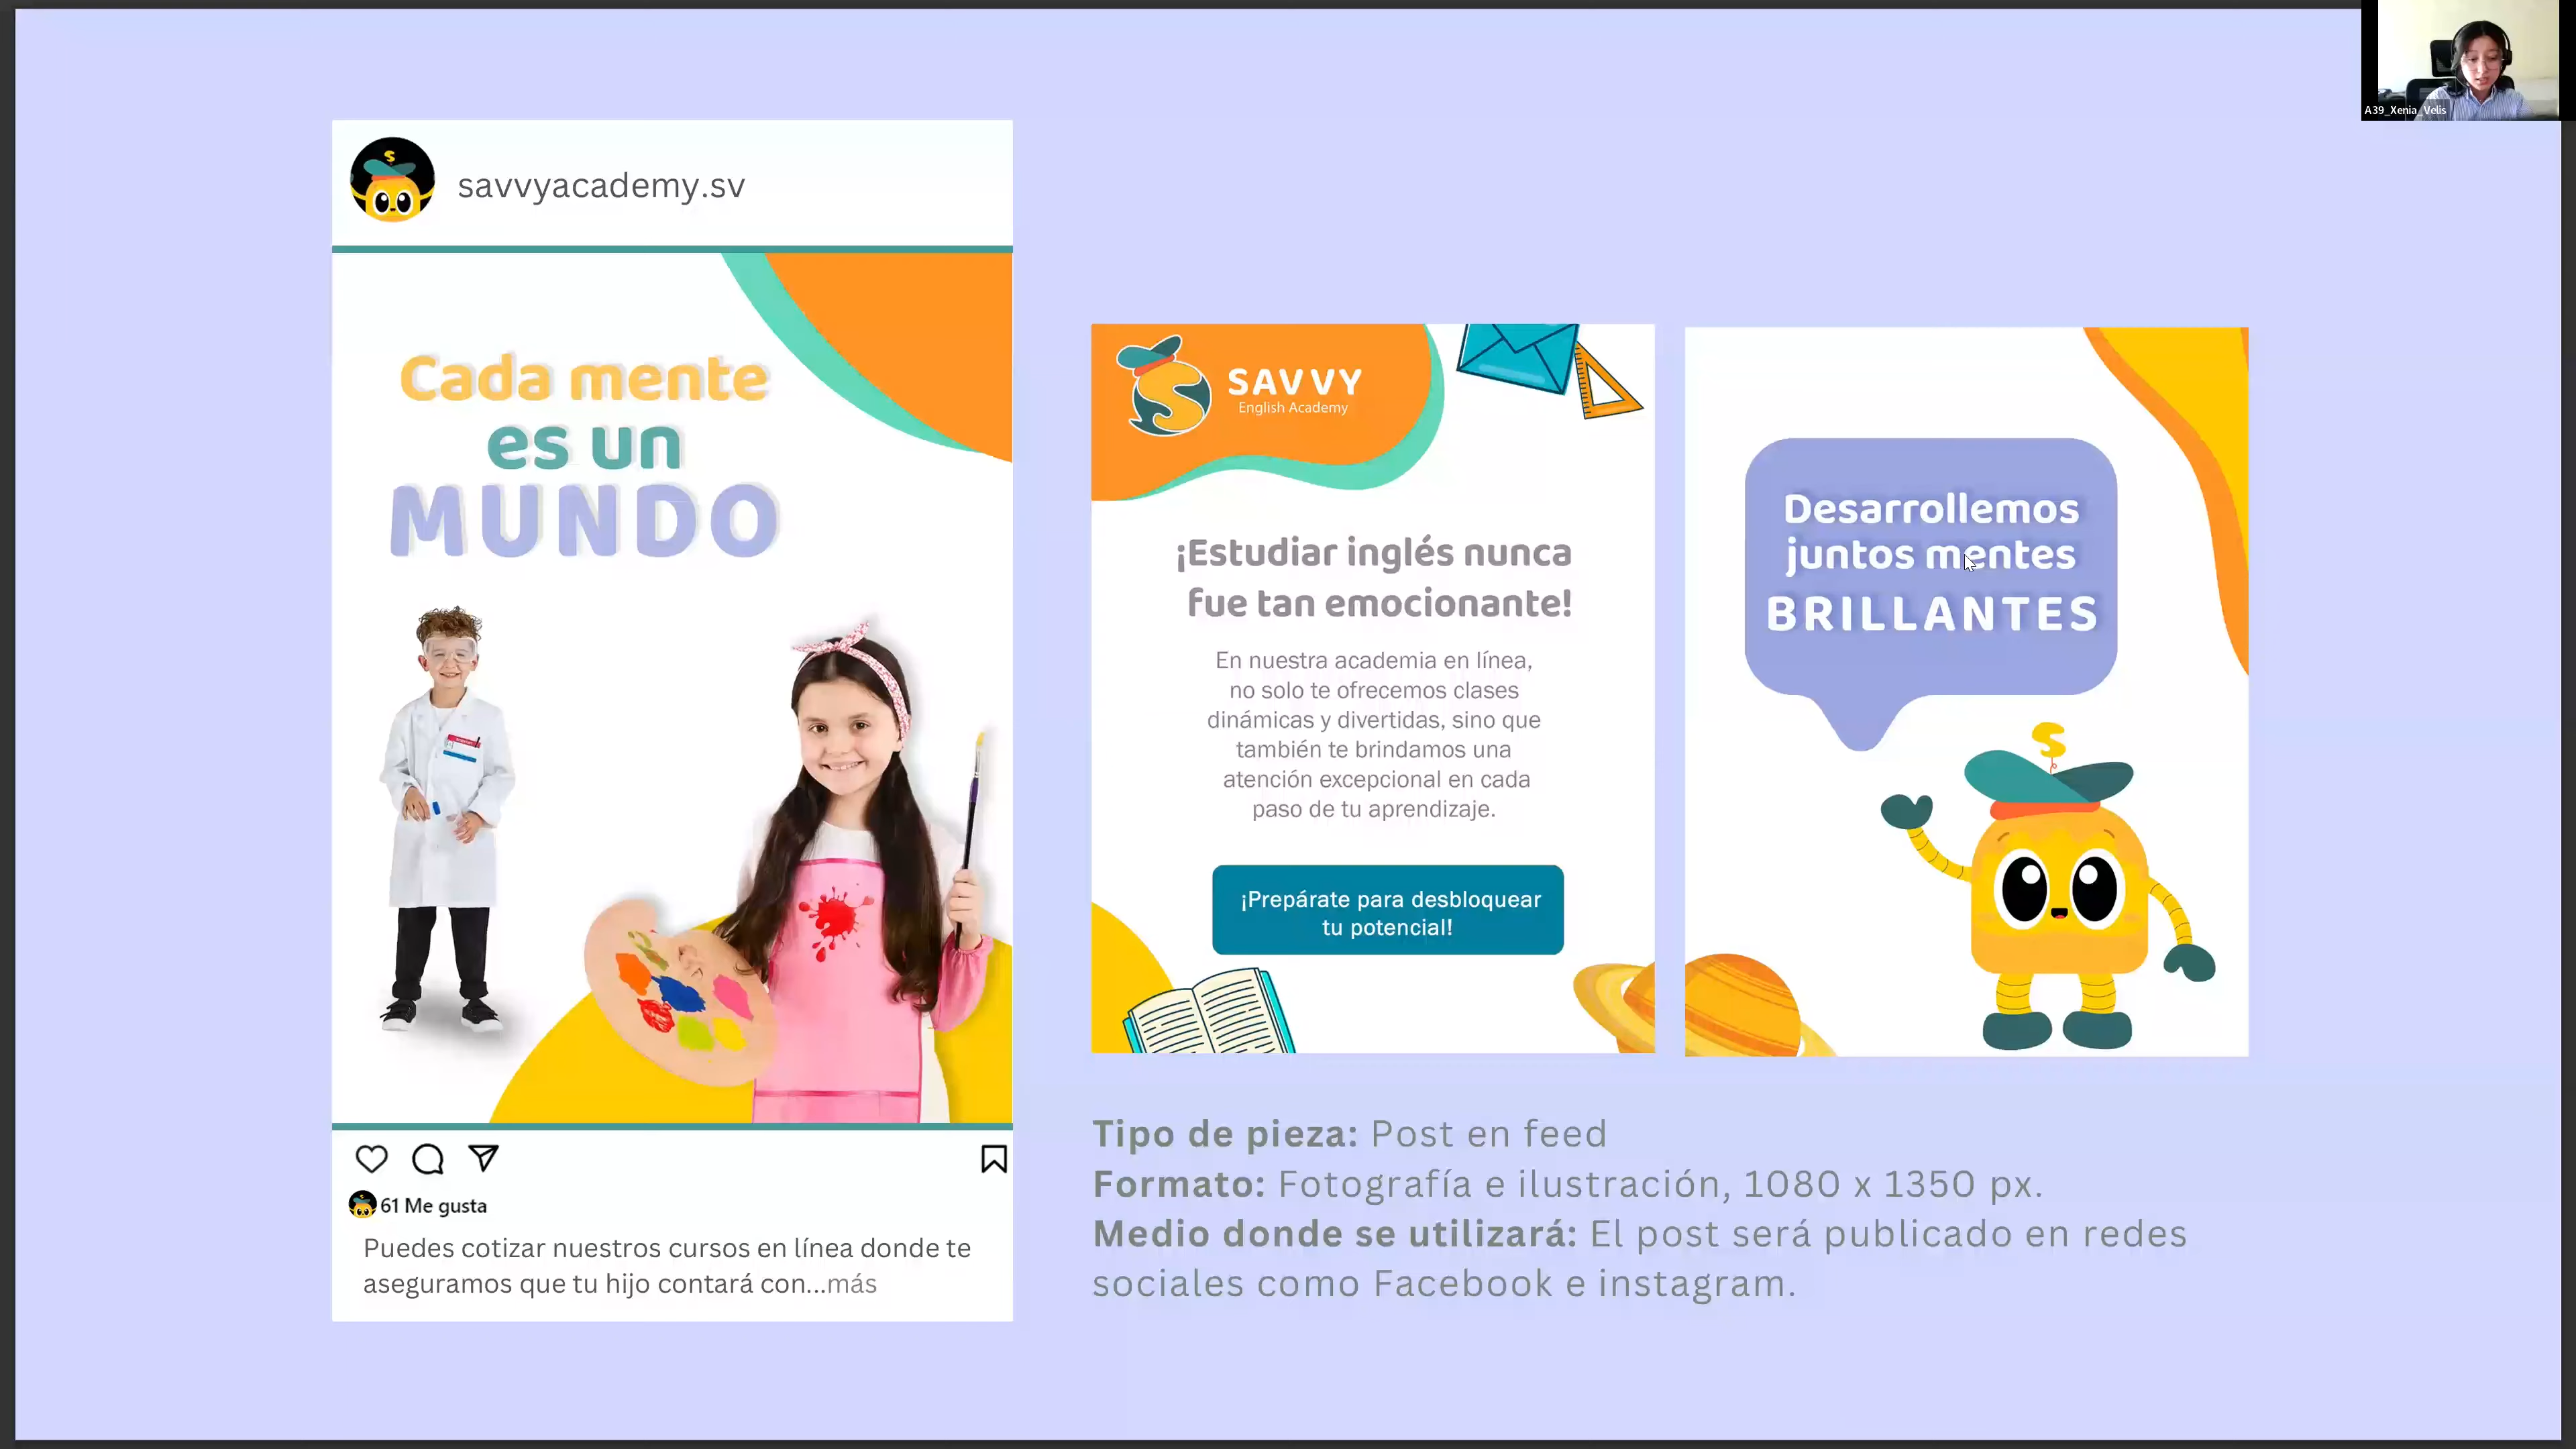 A39_Xenia_Velis
savvyacademy.sv
Cada mente
es un
MUNDO
61 Me gusta
Puedes cotizar nuestros cursos en línea donde te
aseguramos que tu hijo contará con...más
S
SAVVY
English Academy
¡Estudiar inglés nunca
fue tan emocionante!
En nuestra academia en línea,
no solo te ofrecemos clases
dinámicas y divertidas, sino que
también te brindamos una
atención excepcional en cada
paso de tu aprendizaje.
¡Prepárate para desbloquear
tu potencial!
Desarrollemos
juntos mentes
BRILLANTES
S
Tipo de pieza: Post en feed
Formato: Fotografía e ilustración, 1080 x 1350 px.
Medio donde se utilizará: El post será publicado en redes
sociales como Facebook e instagram.